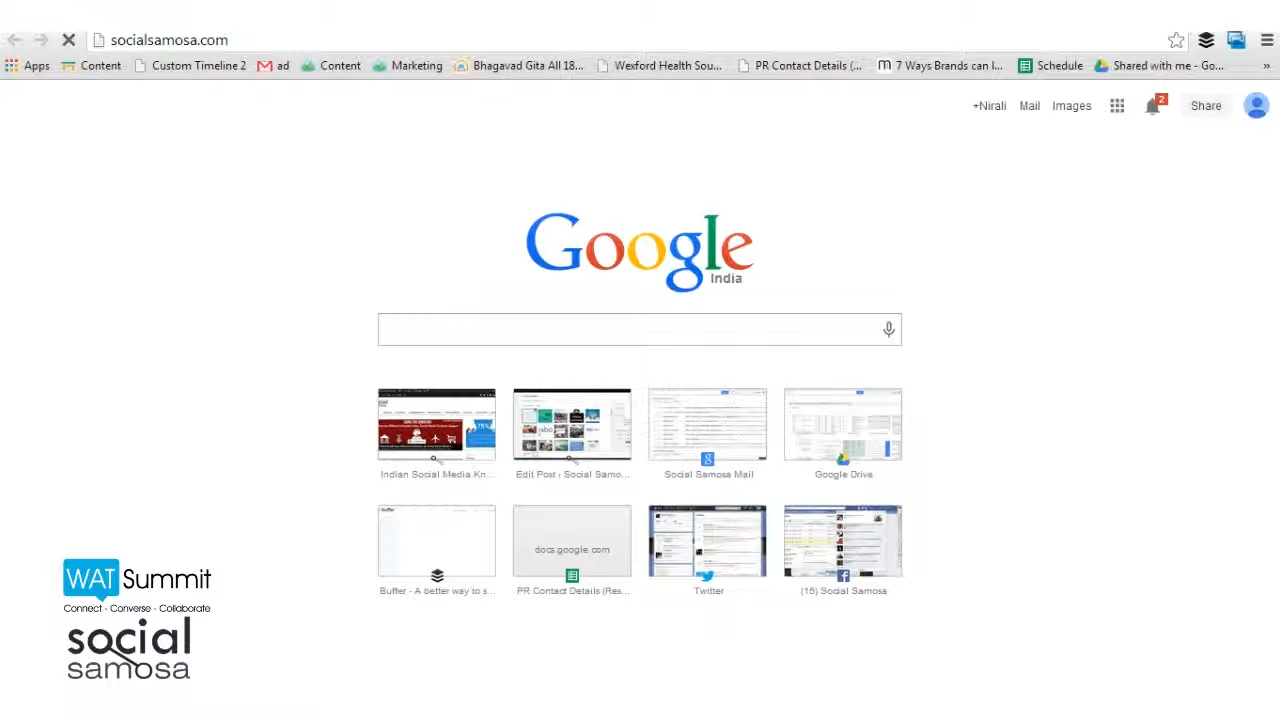 socialsamosa.com
Apps Content Custom Timeline 2 ad Content Marketing Bhagavad Gita All 18... Wexford Health Sou... PR Contact Details (... 7 Ways Brands can I... Schedule Shared with me - Go... »
+Nirali Mail Images 2 Share
Google
India
Indian Social Media Kn... Edit Post ‹ Social Samo... Social Samosa Mail Google Drive
buffer
docs.google.com
Buffer - A better way to s... PR Contact Details (Res... Twitter (15) Social Samosa
WAT Summit
Connect - Converse - Collaborate
social
samosa